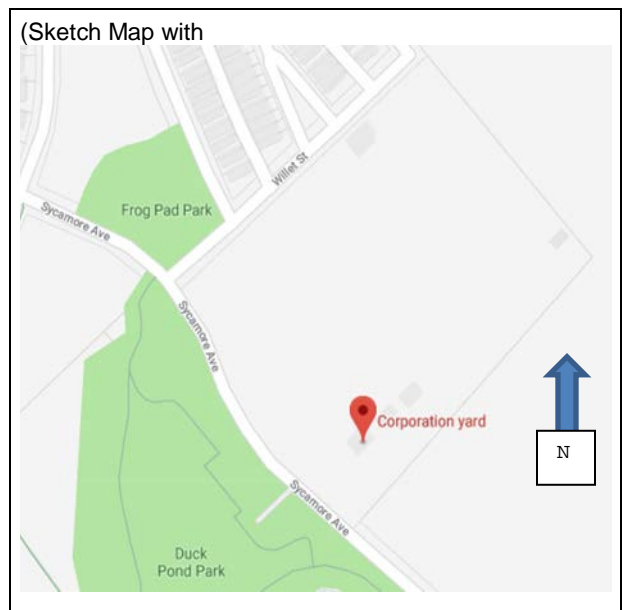 (Sketch Map with
Willet St
Frog Pad Park
Sycamore Ave
Sycamore Ave
Corporation yard
N
Sycamore Ave
Duck
Pond Park